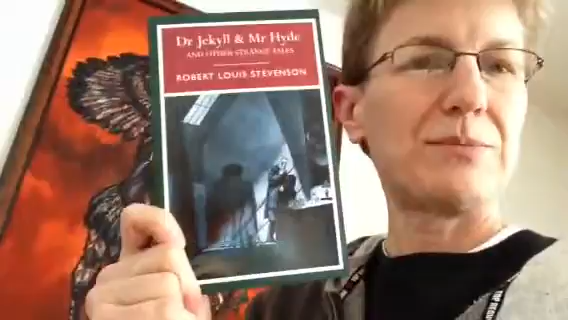 Dr Jekyll & Mr Hyde
AND OTHER STRANGE TALES
ROBERT LOUIS STEVENSON